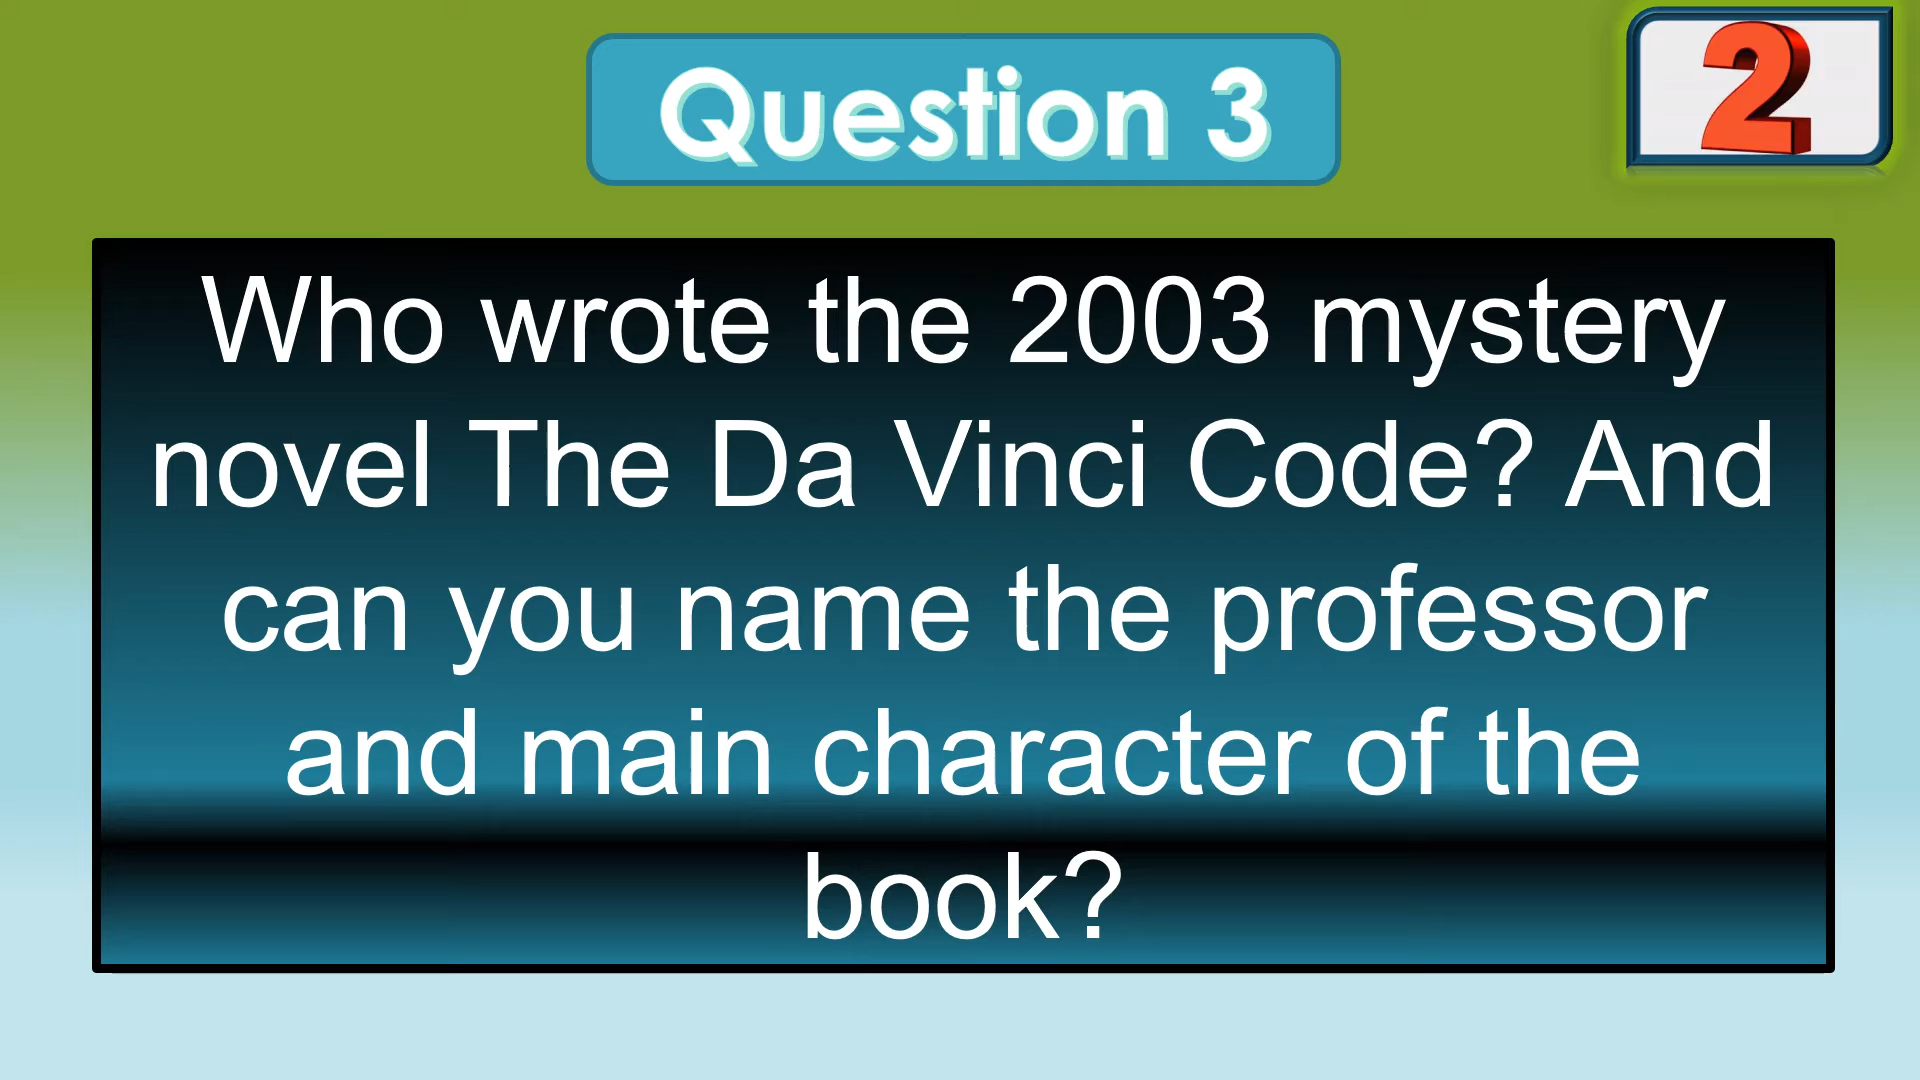 Question 3
2
Who wrote the 2003 mystery
novel The Da Vinci Code? And
can you name the professor
and main character of the
book?